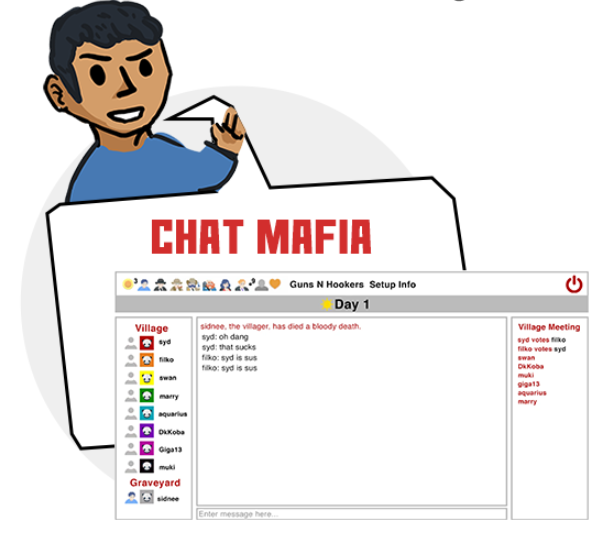 CHAT MAFIA
3 3 Guns N Hookers Setup Info
Day 1
Village
syd
filko
swan
marry
aquarius
DkKoba
Giga13
muki
Graveyard
sidnee
sidnee, the villager, has died a bloody death.
syd: oh dang
syd: that sucks
filko: syd is sus
filko: syd is sus
Enter message here...
Village Meeting
syd votes filko
filko votes syd
swan
DkKoba
muki
giga13
aquarius
marry